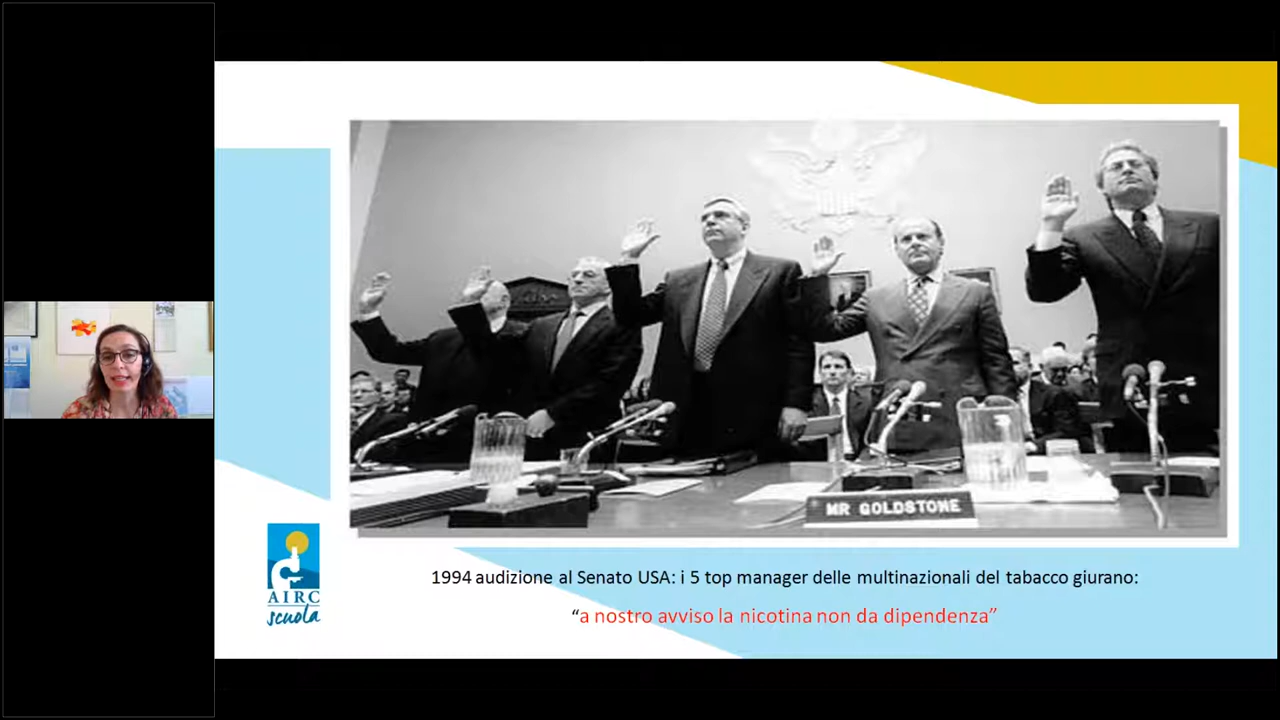 MR GOLDSTONE
1994 audizione al Senato USA: i 5 top manager delle multinazionali del tabacco giurano:
“a nostro avviso la nicotina non da dipendenza”
AIRC
scuola